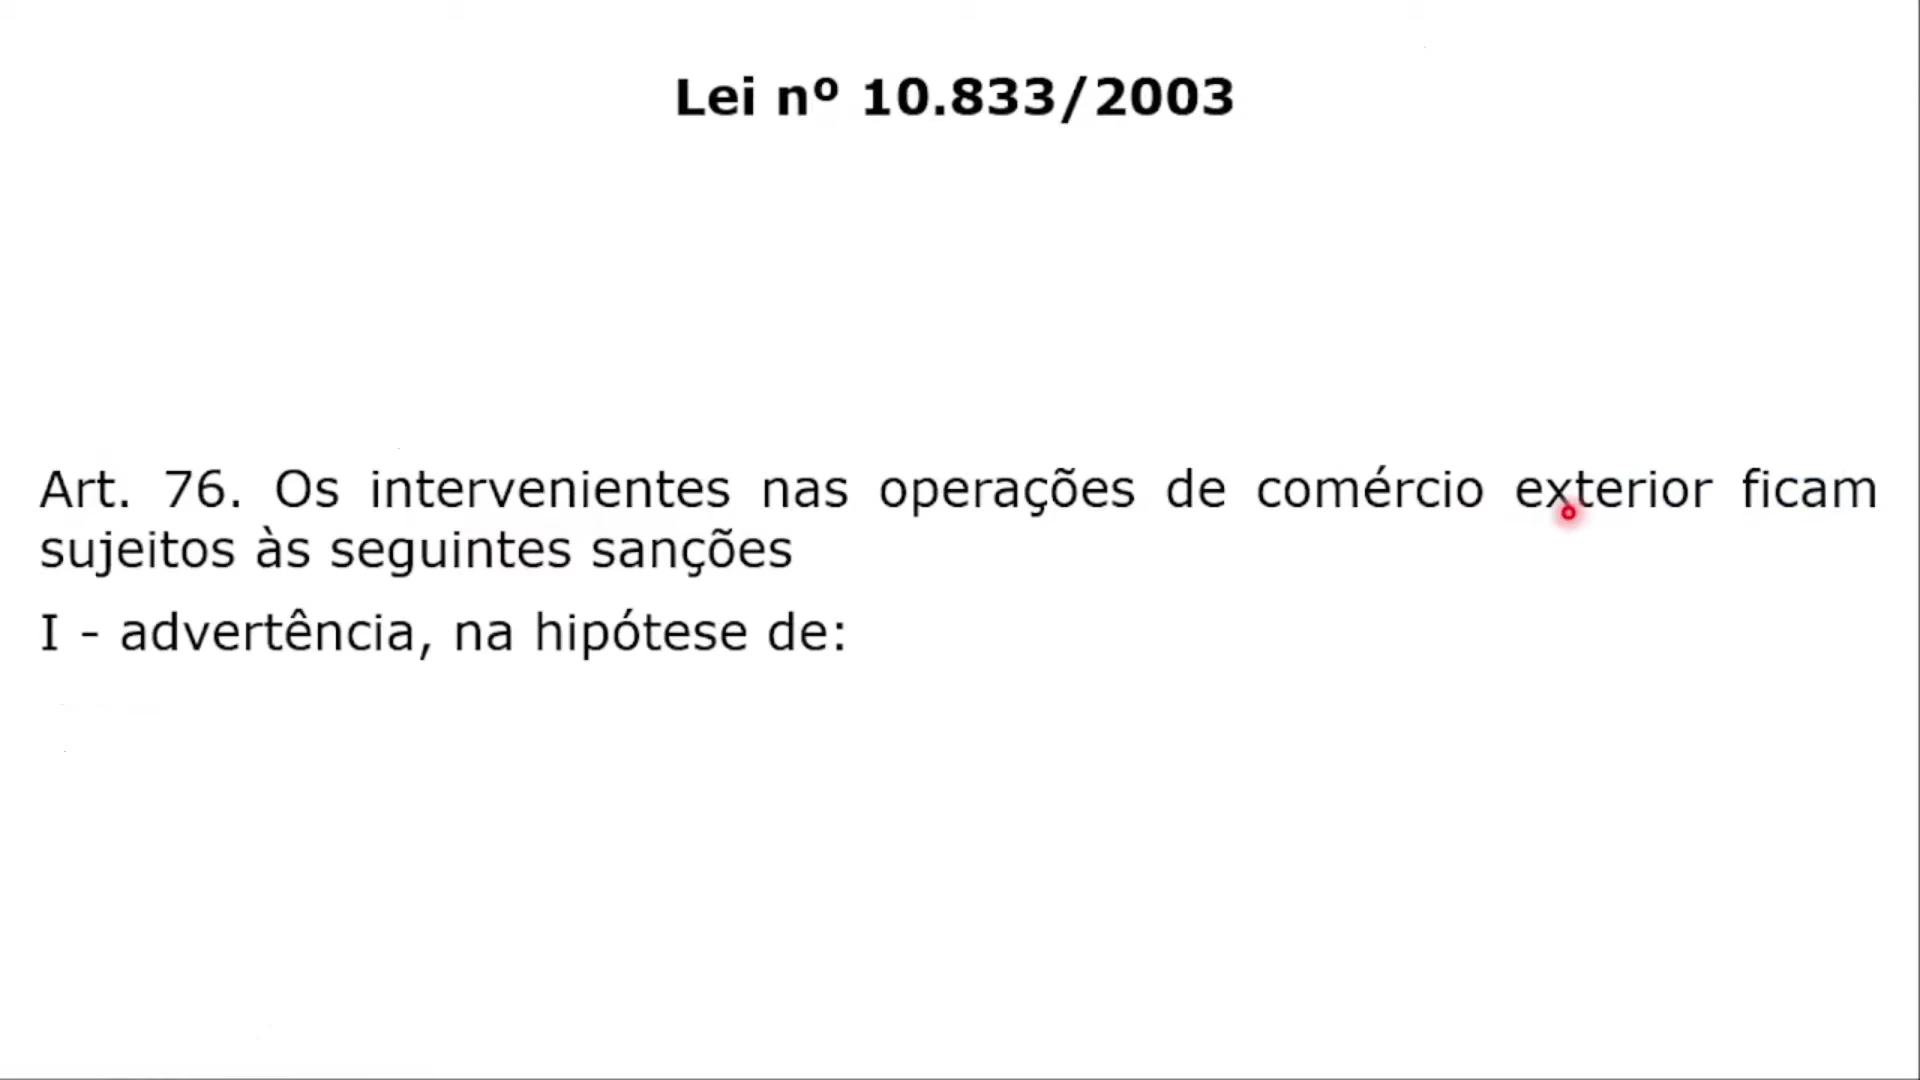 Lei nº 10.833/2003
Art. 76. Os intervenientes nas operações de comércio exterior ficam
sujeitos às seguintes sanções
I - advertência, na hipótese de: